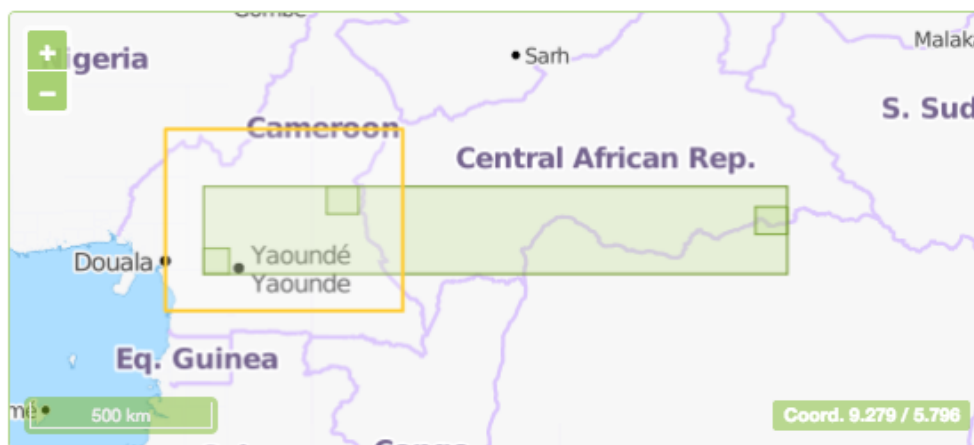 Nigeria
Sarh
Malak
S. Sud
Cameroon
Central African Rep.
Douala
Yaoundé
Yaounde
Eq. Guinea
500 km
Coord. 9.279 / 5.796